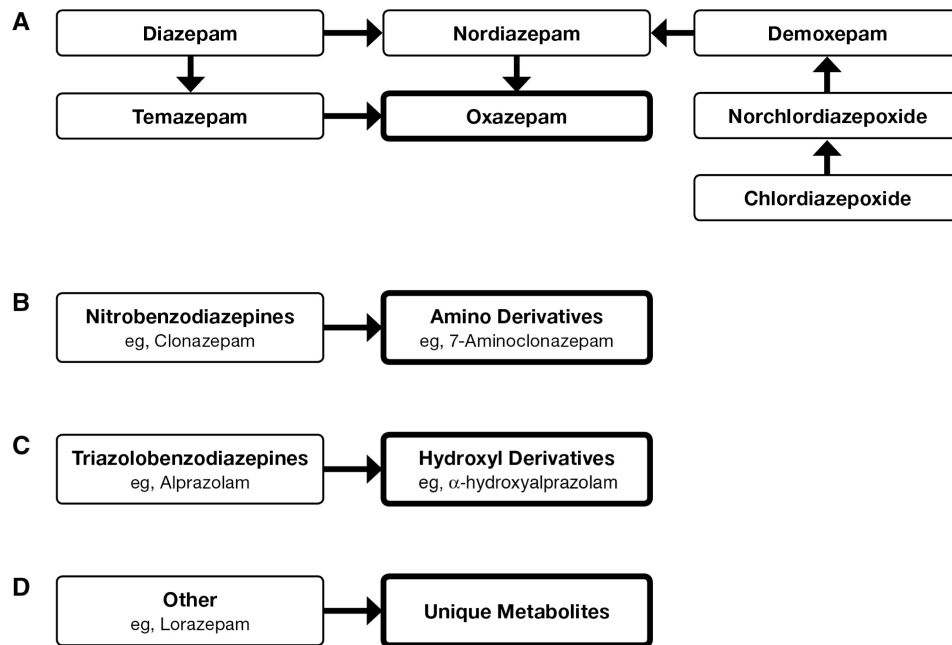 A
Diazepam
Nordiazepam
Demoxepam
Temazepam
Oxazepam
Norchlordiazepoxide
Chlordiazepoxide
B
Nitrobenzodiazepines
eg, Clonazepam
Amino Derivatives
eg, 7-Aminoclonazepam
C
Triazolobenzodiazepines
eg, Alprazolam
Hydroxyl Derivatives
eg, α-hydroxyalprazolam
D
Other
eg, Lorazepam
Unique Metabolites